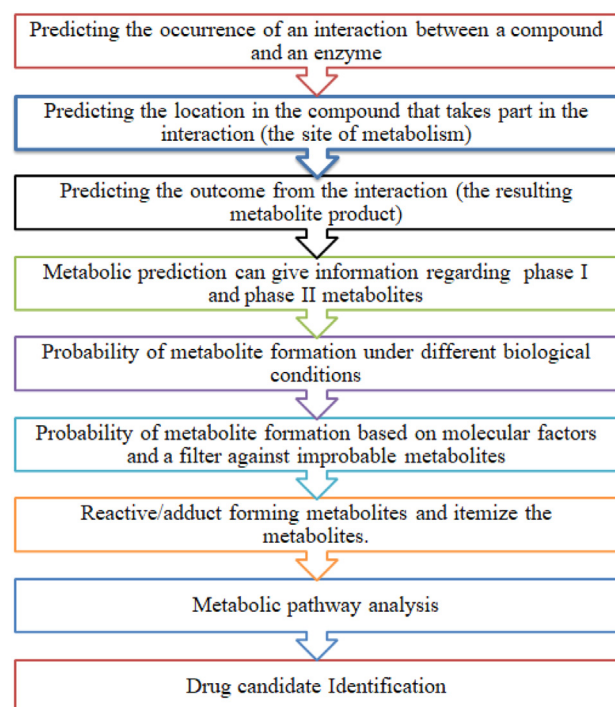 Predicting the occurrence of an interaction between a compound
and an enzyme
Predicting the location in the compound that takes part in the
interaction (the site of metabolism)
Predicting the outcome from the interaction (the resulting
metabolite product)
Metabolic prediction can give information regarding phase I
and phase II metabolites
Probability of metabolite formation under different biological
conditions
Probability of metabolite formation based on molecular factors
and a filter against improbable metabolites
Reactive/adduct forming metabolites and itemize the
metabolites.
Metabolic pathway analysis
Drug candidate Identification